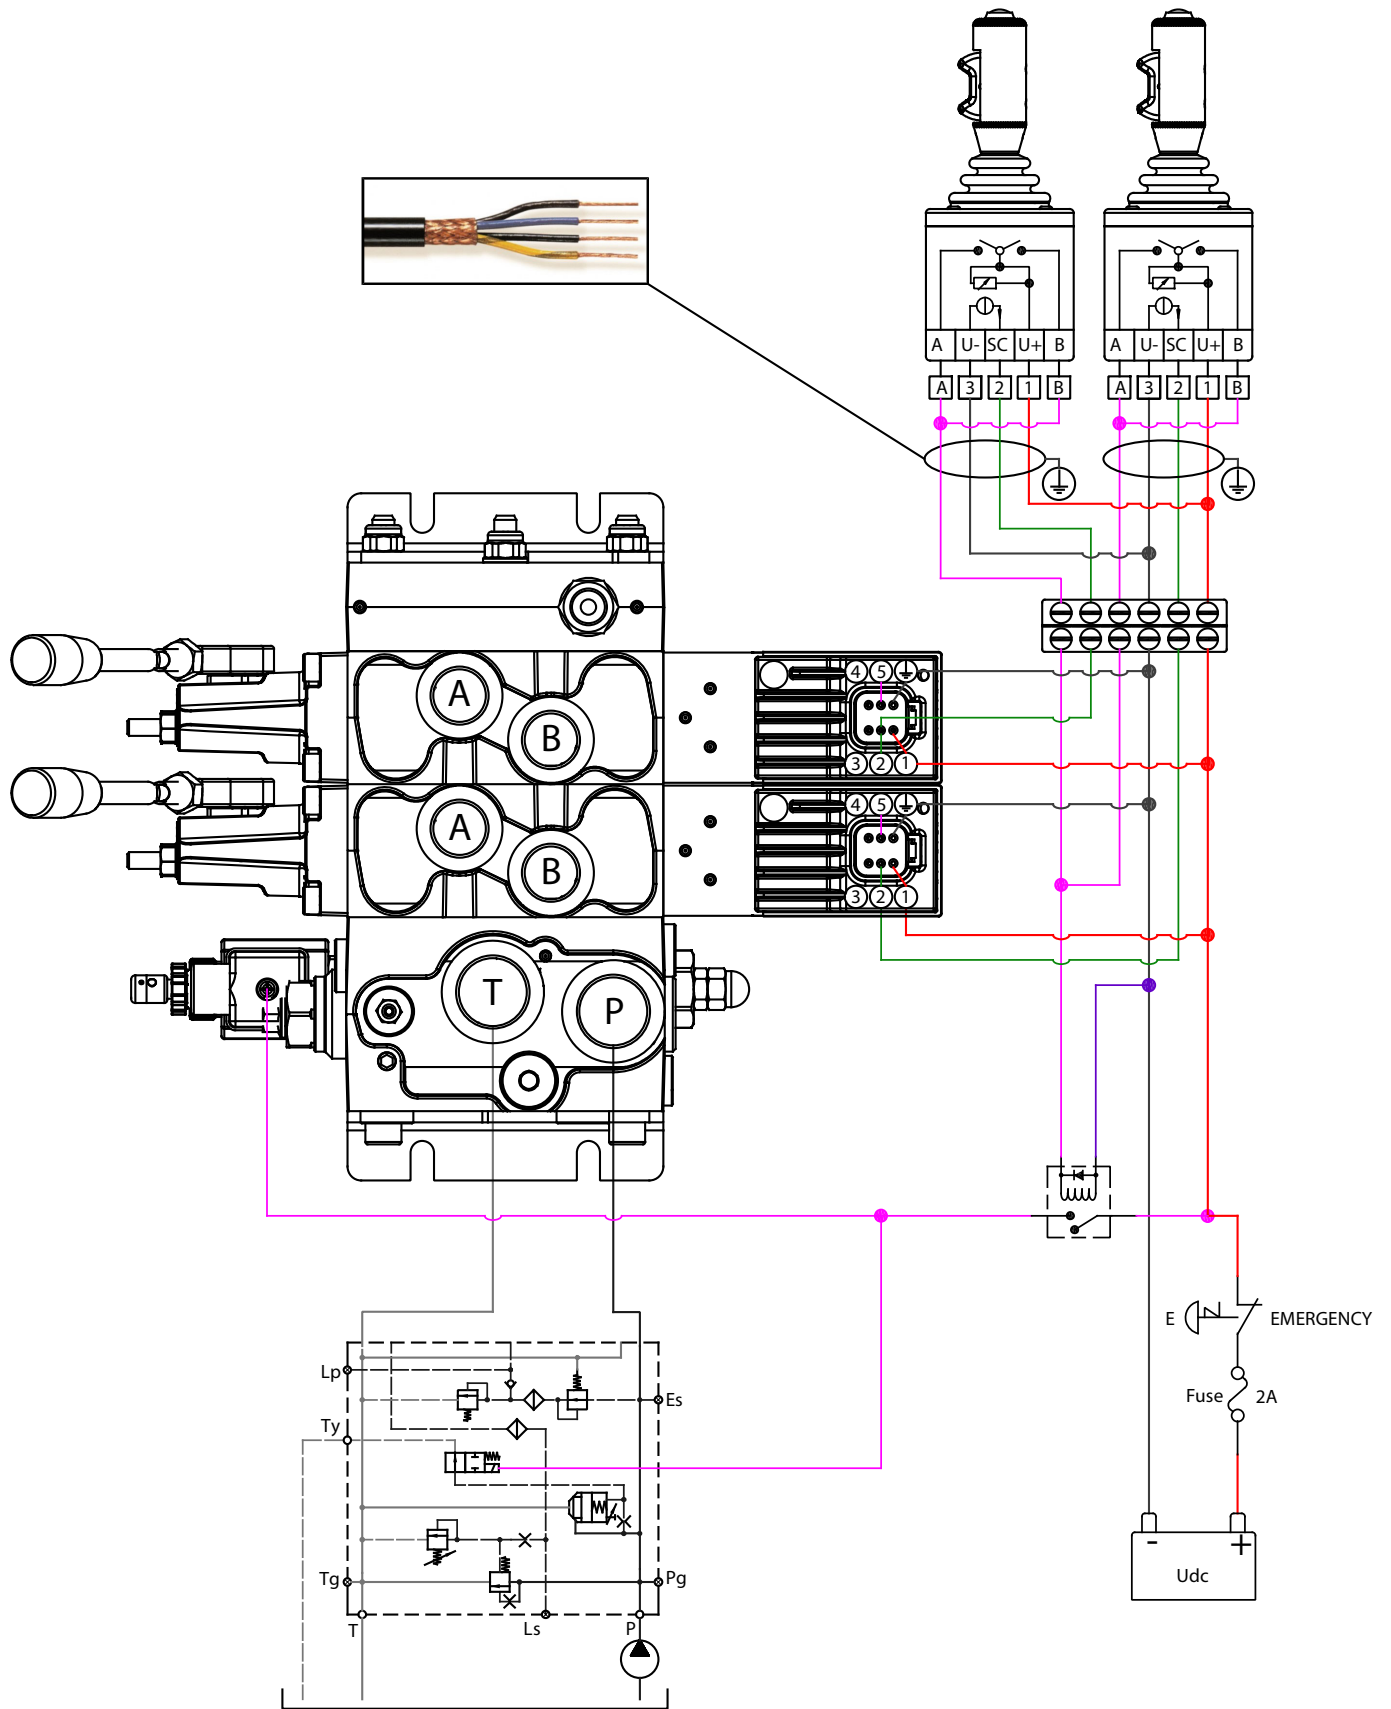 A U- SC U+ B
A U- SC U+ B
A 3 2 1 B
A 3 2 1 B
4 5
A
B
3 2 1
4 5
A
B
3 2 1
T
P
E
EMERGENCY
Fuse
2A
Lp
Es
Ty
Tg
Pg
T
Ls
P
-
+
Udc